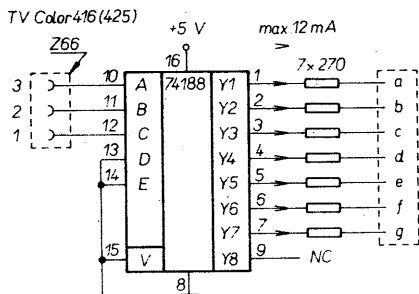 TV Color 416 (425)
Z66
+5 V
max. 12 mA
>
16
7 x 270
3 10 A 74188 Y1 1 a
2 11 B Y2 2 b
1 12 C Y3 3 c
13 D Y4 4 d
14 E Y5 5 e
Y6 6 f
Y7 7 g
15 V Y8 9 NC
8